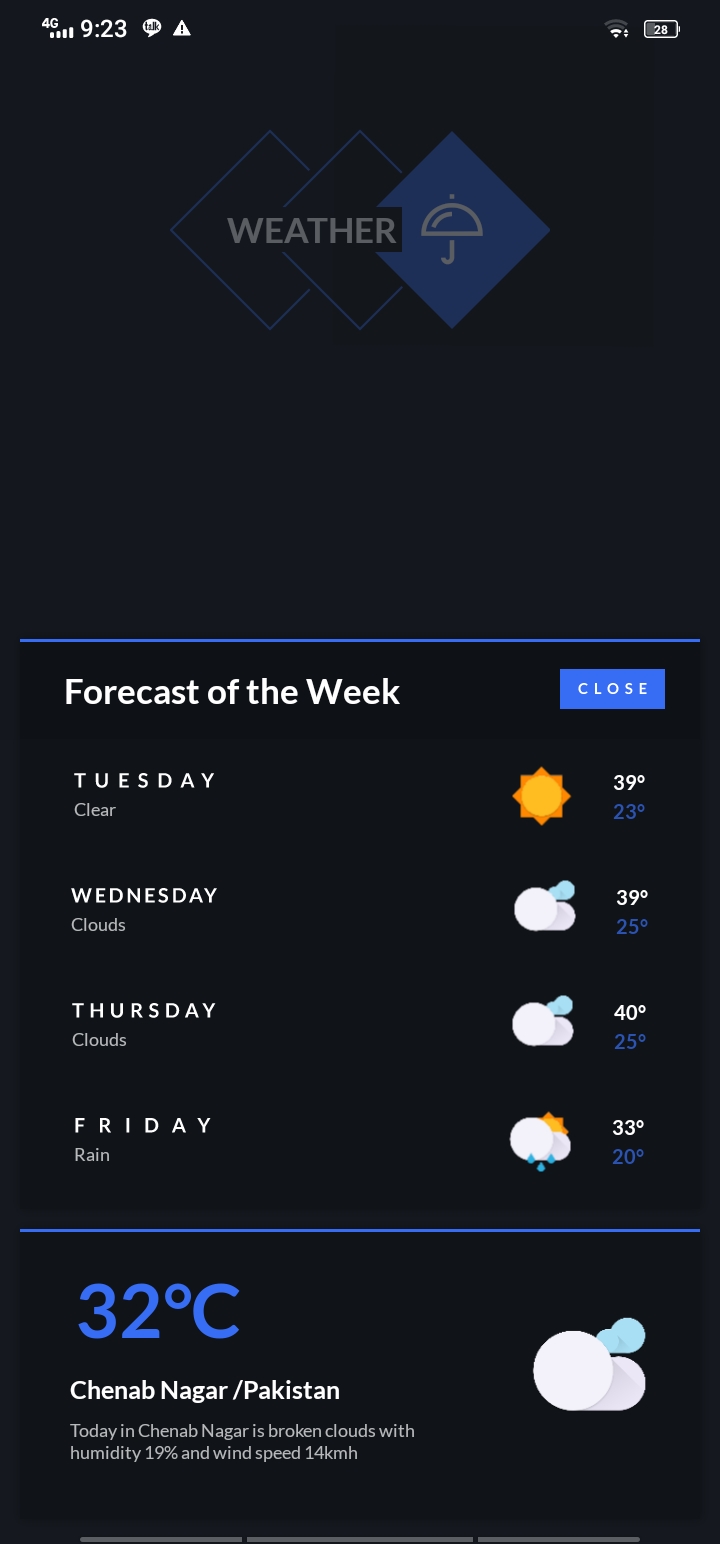 4G 9:23 talk 28
WEATHER
Forecast of the Week CLOSE
TUESDAY 39°
Clear 23°
WEDNESDAY 39°
Clouds 25°
THURSDAY 40°
Clouds 25°
FRIDAY 33°
Rain 20°
32°C
Chenab Nagar /Pakistan
Today in Chenab Nagar is broken clouds with
humidity 19% and wind speed 14kmh